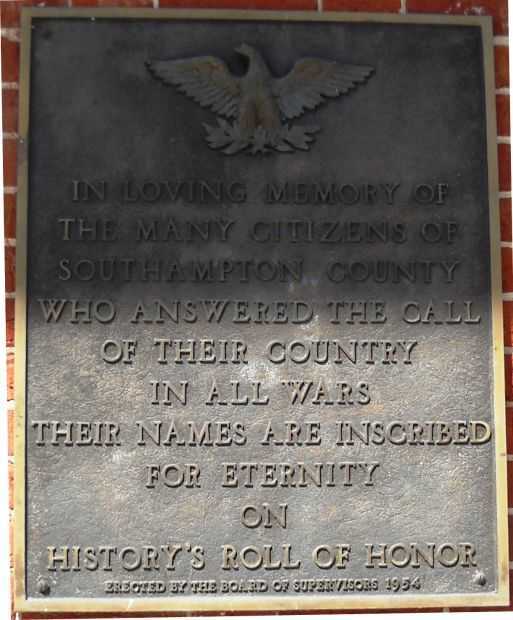 IN LOVING MEMORY OF
THE MANY CITIZENS OF
SOUTHAMPTON COUNTY
WHO ANSWERED THE CALL
OF THEIR COUNTRY
IN ALL WARS
THEIR NAMES ARE INSCRIBED
FOR ETERNITY
ON
HISTORY'S ROLL OF HONOR
ERECTED BY THE BOARD OF SUPERVISORS 1954